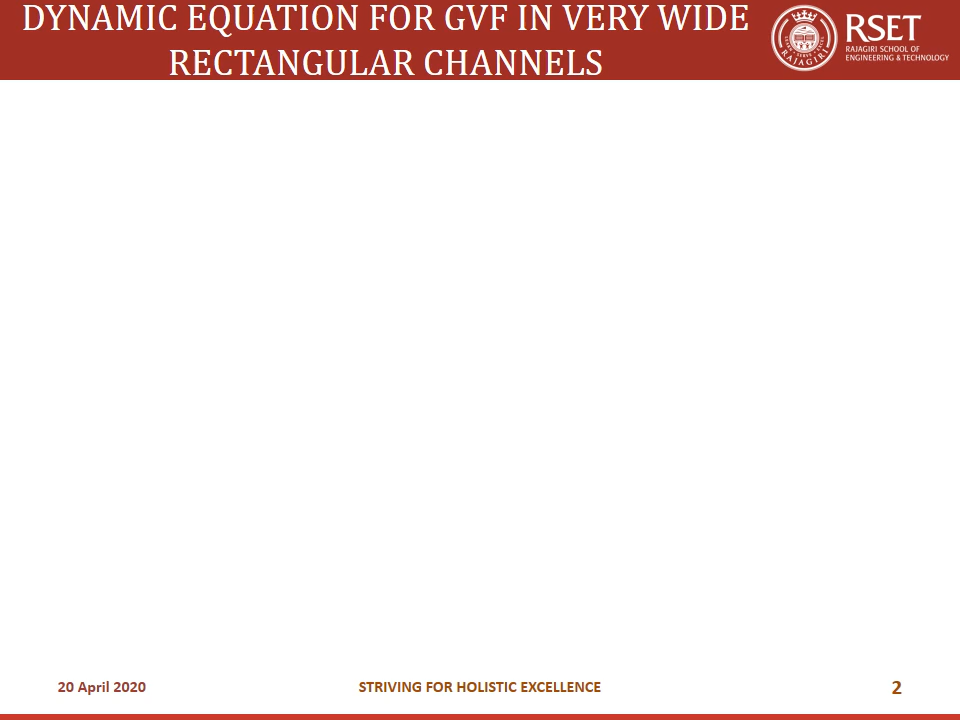 DYNAMIC EQUATION FOR GVF IN VERY WIDE
RECTANGULAR CHANNELS
RSET
RAJAGIRI SCHOOL OF
ENGINEERING & TECHNOLOGY
RAJAGIRI
20 April 2020
STRIVING FOR HOLISTIC EXCELLENCE
2